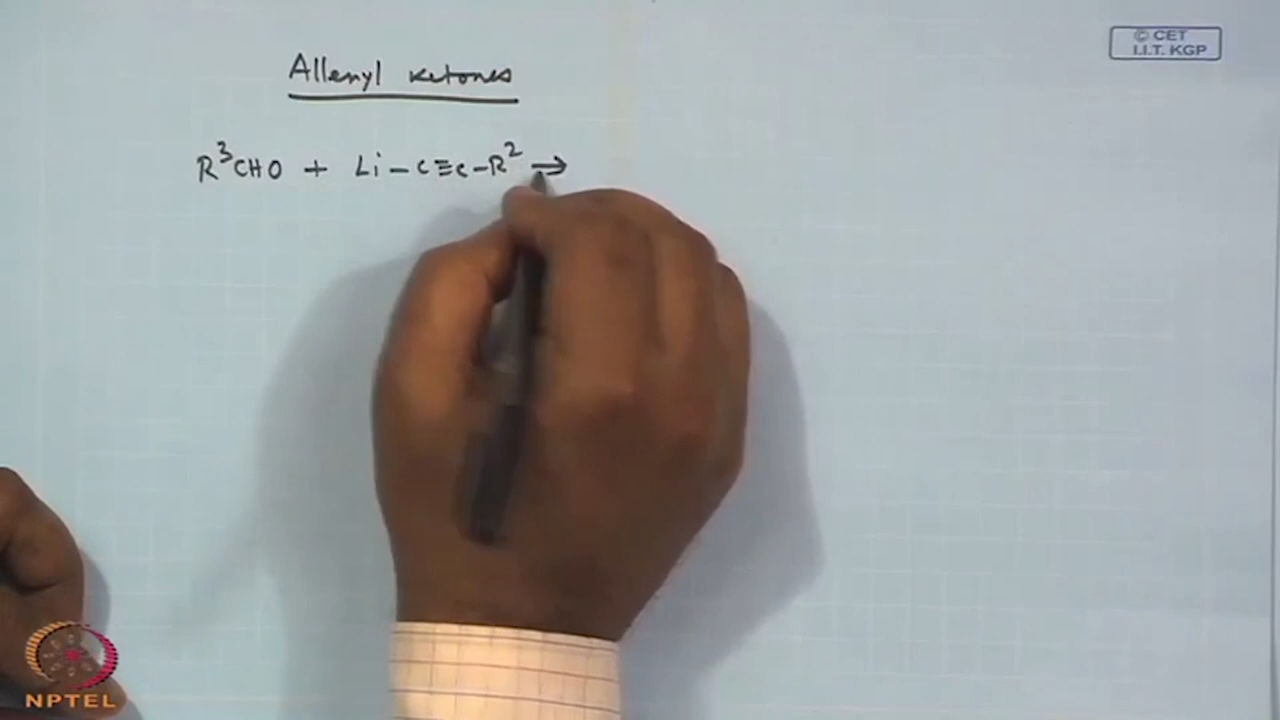 © CET
I.I.T. KGP
Allenyl ketones
R³CHO + Li-C≡C-R² →
NPTEL